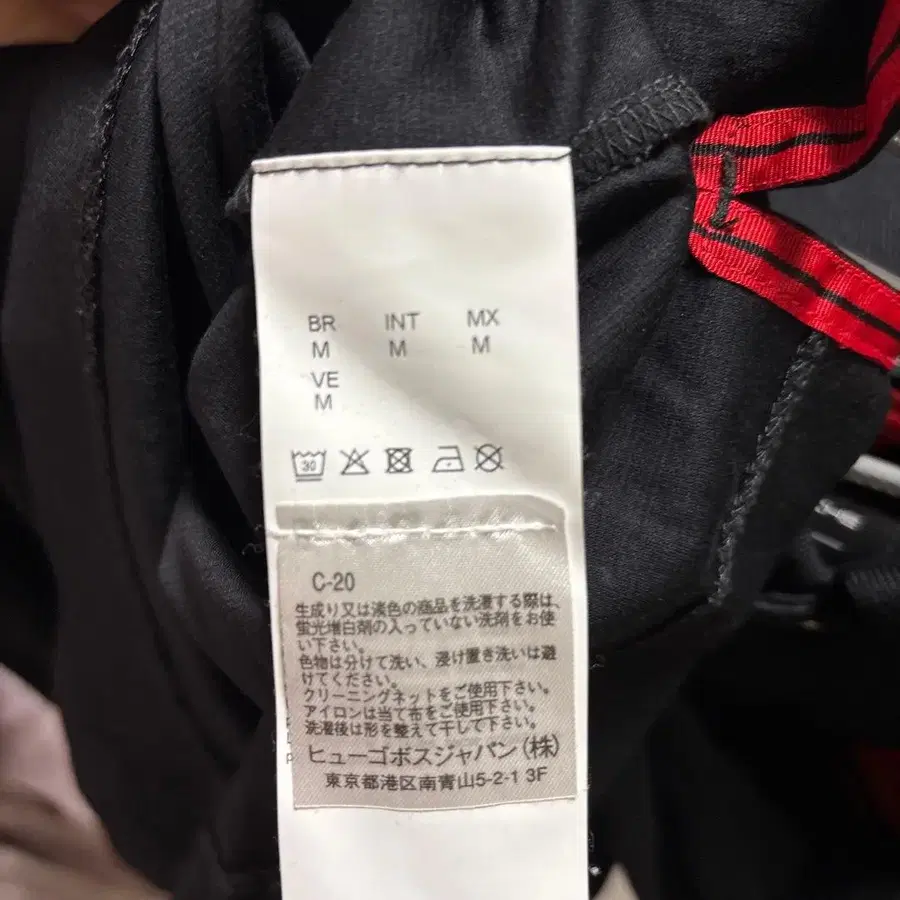 BR INT MX
M M M
VE
M
30
C-20
生成り又は淡色の商品を洗濯する際は、
蛍光増白剤の入っていない洗剤をお使
い下さい。
色物は分けて洗い、浸け置き洗いは避
けてください。
クリーニングネットをご使用下さい。
アイロンは当て布をご使用下さい。
洗濯後は形を整えて干して下さい。
ヒューゴボスジャパン(株)
東京都港区南青山5-2-1 3F